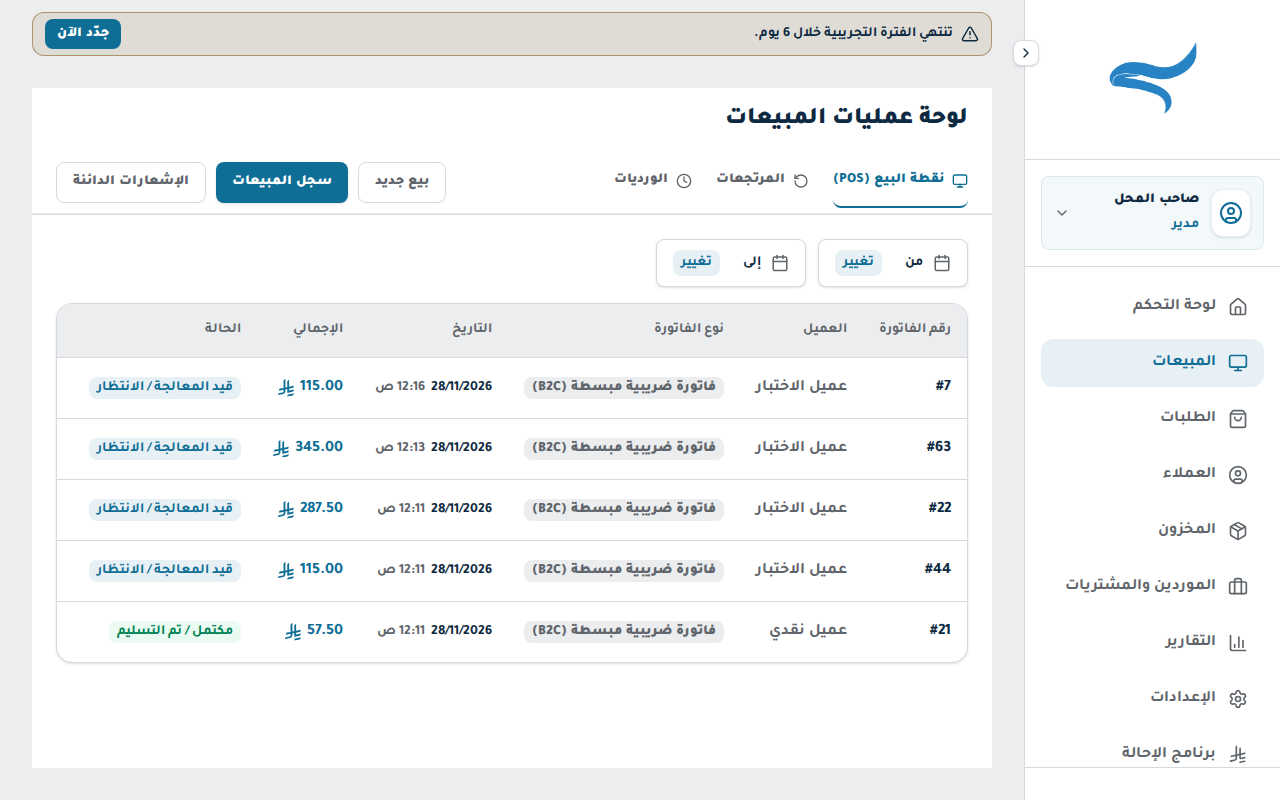 تنتهي الفترة التجريبية خلال 6 يوم.
جدّد الآن
صاحب المحل
مدير
لوحة التحكم
المبيعات
الطلبات
العملاء
المخزون
الموردين والمشتريات
التقارير
الإعدادات
برنامج الإحالة
لوحة عمليات المبيعات
نقطة البيع (POS) المرتجعات الورديات
بيع جديد سجل المبيعات الإشعارات الدائنة
من تغيير إلى تغيير
رقم الفاتورة العميل نوع الفاتورة التاريخ الإجمالي الحالة
#7 عميل الاختبار فاتورة ضريبية مبسطة (B2C) 28/11/2026 12:16 ص 115.00 قيد المعالجة / الانتظار
#63 عميل الاختبار فاتورة ضريبية مبسطة (B2C) 28/11/2026 12:13 ص 345.00 قيد المعالجة / الانتظار
#22 عميل الاختبار فاتورة ضريبية مبسطة (B2C) 28/11/2026 12:11 ص 287.50 قيد المعالجة / الانتظار
#44 عميل الاختبار فاتورة ضريبية مبسطة (B2C) 28/11/2026 12:11 ص 115.00 قيد المعالجة / الانتظار
#21 عميل نقدي فاتورة ضريبية مبسطة (B2C) 28/11/2026 12:11 ص 57.50 مكتمل / تم التسليم